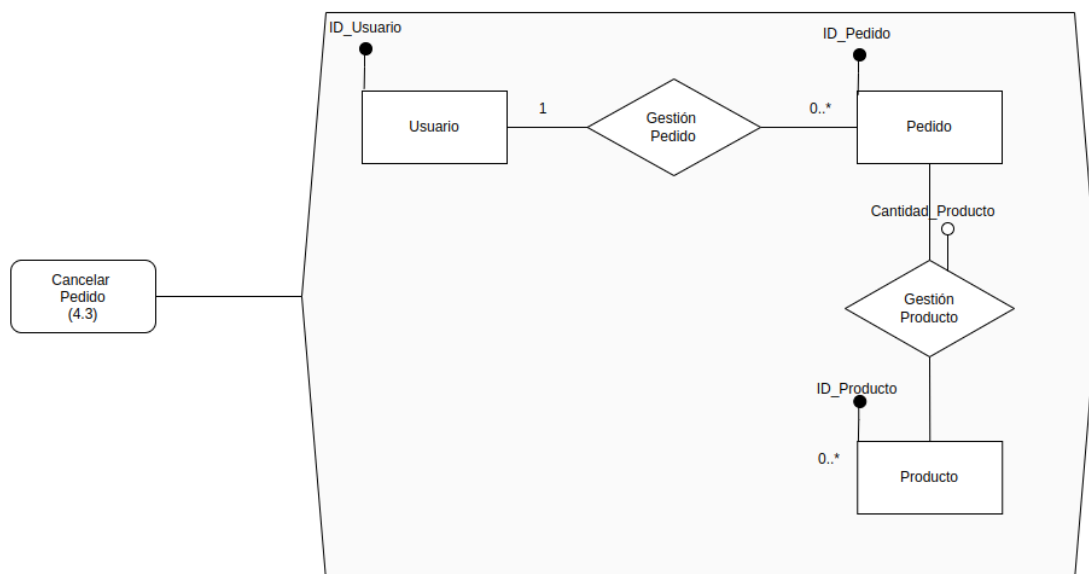 ID_Usuario
ID_Pedido
Usuario
1
Gestión
Pedido
0..*
Pedido
Cantidad_Producto
Cancelar
Pedido
(4.3)
Gestión
Producto
ID_Producto
0..*
Producto